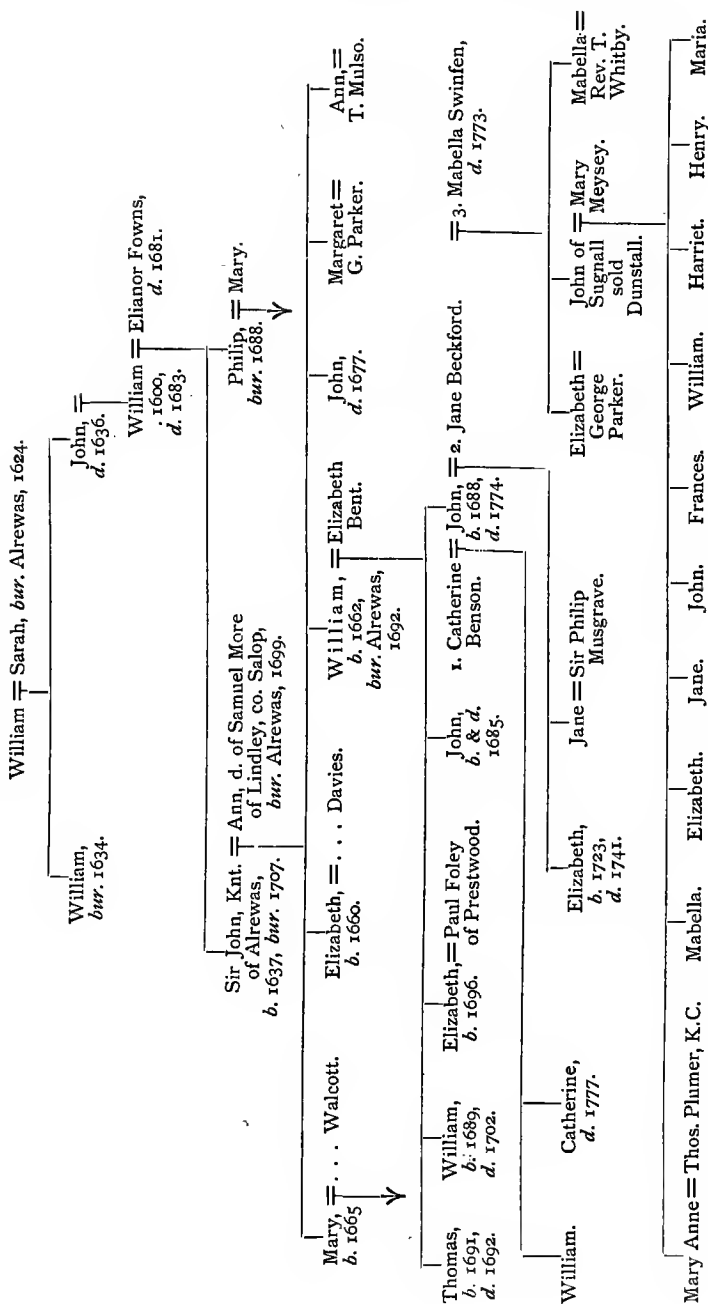 William = Sarah, bur. Alrewas, 1624.
William,
bur. 1634.
John, =
d. 1636.
William = Elianor Fowns,
. 1600, d. 1681.
d. 1683.
Sir John, Knt. = Ann, d. of Samuel More
of Alrewas, of Lindley, co. Salop,
b. 1637, bur. 1707. bur. Alrewas, 1699.
Philip, = Mary.
bur. 1688.
Mary, = . . . Walcott.
b. 1665
Elizabeth, = . . . Davies.
b. 1660.
William, = Elizabeth
b. 1662, Bent.
bur. Alrewas,
1692.
John,
d. 1677.
Margaret =
G. Parker.
Ann, =
T. Mulso.
Thomas,
b. 1691,
d. 1692.
William,
b. 1689,
d. 1702.
Elizabeth, = Paul Foley
b. 1696. of Prestwood.
John,
b. & d.
1685.
1. Catherine = John, = 2. Jane Beckford.
Benson. b. 1688,
d. 1774.
= 3. Mabella Swinfen,
d. 1773.
William.
Catherine,
d. 1777.
Elizabeth,
b. 1723,
d. 1741.
Jane = Sir Philip
Musgrave.
Elizabeth =
George
Parker.
John of = Mary
Sugnall Meysey.
sold
Dunstall.
Mabella =
Rev. T.
Whitby.
Mary Anne = Thos. Plumer, K.C. Mabella. Elizabeth. Jane. John. Frances. William. Harriet. Henry. Maria.